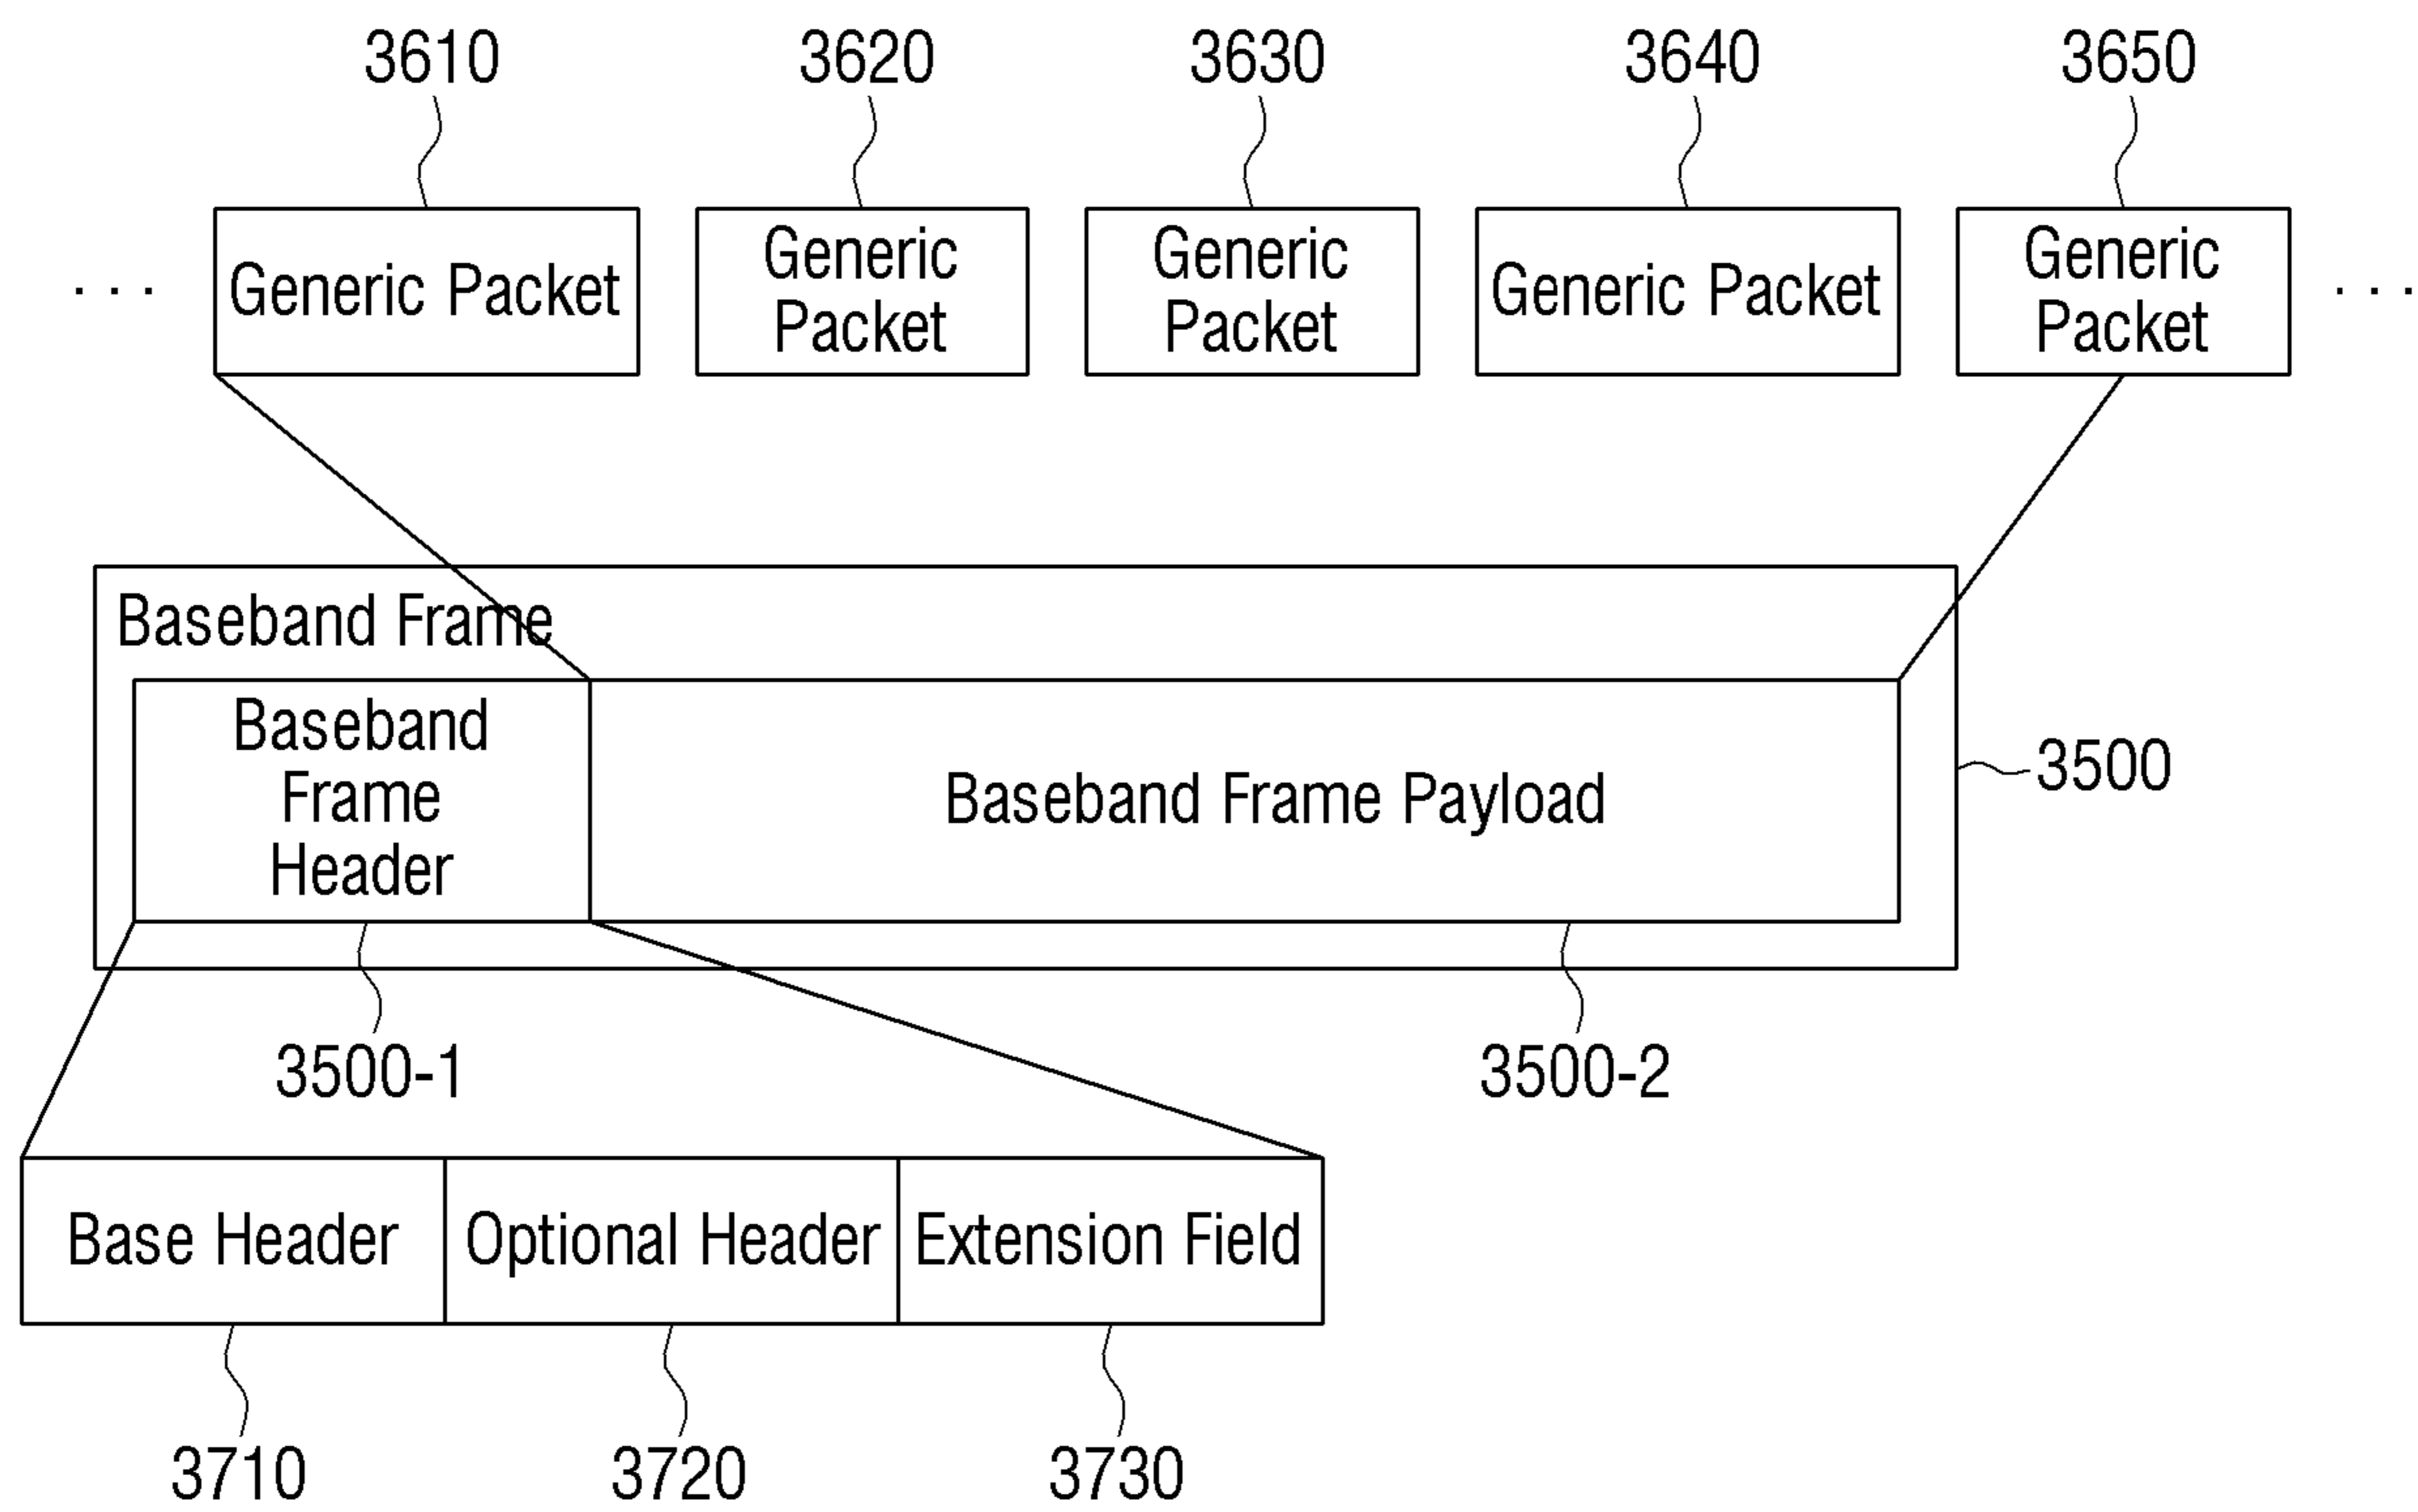 3610 3620 3630 3640 3650
. . . Generic Packet Generic Packet . . .
Generic
Packet
Generic
Packet
Generic
Packet
Baseband Frame
Baseband
Frame
Header
Baseband Frame Payload
3500
3500-1 3500-2
Base Header Optional Header Extension Field
3710 3720 3730